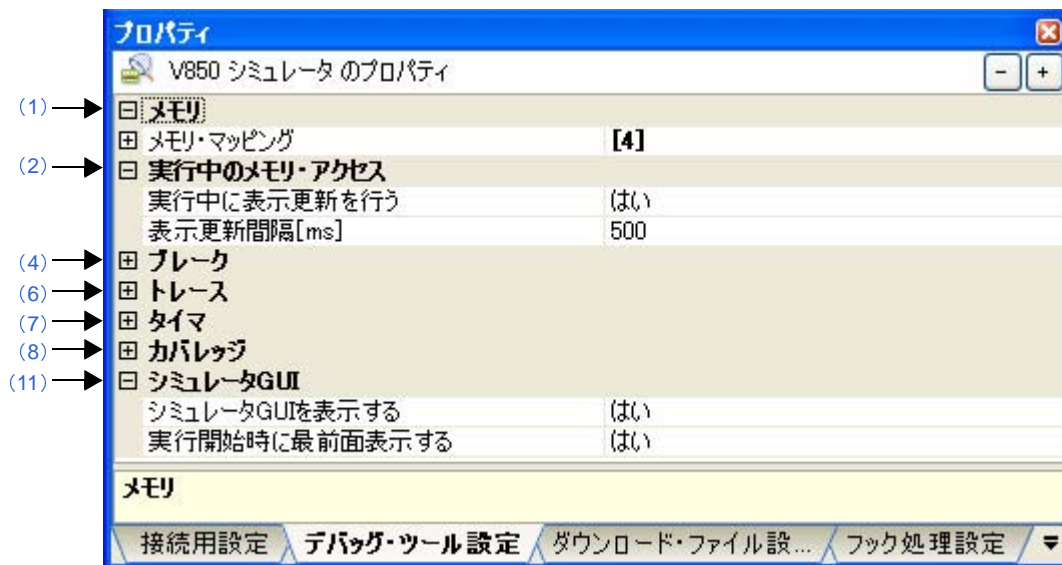 プロパティ
V850 シミュレータ のプロパティ
- +
(1) メモリ
メモリ・マッピング [4]
(2) 実行中のメモリ・アクセス
実行中に表示更新を行う はい
表示更新間隔[ms] 500
(4) ブレーク
(6) トレース
(7) タイマ
(8) カバレッジ
(11) シミュレータGUI
シミュレータGUIを表示する はい
実行開始時に最前面表示する はい
メモリ
接続用設定 デバッグ・ツール設定 ダウンロード・ファイル設... フック処理設定